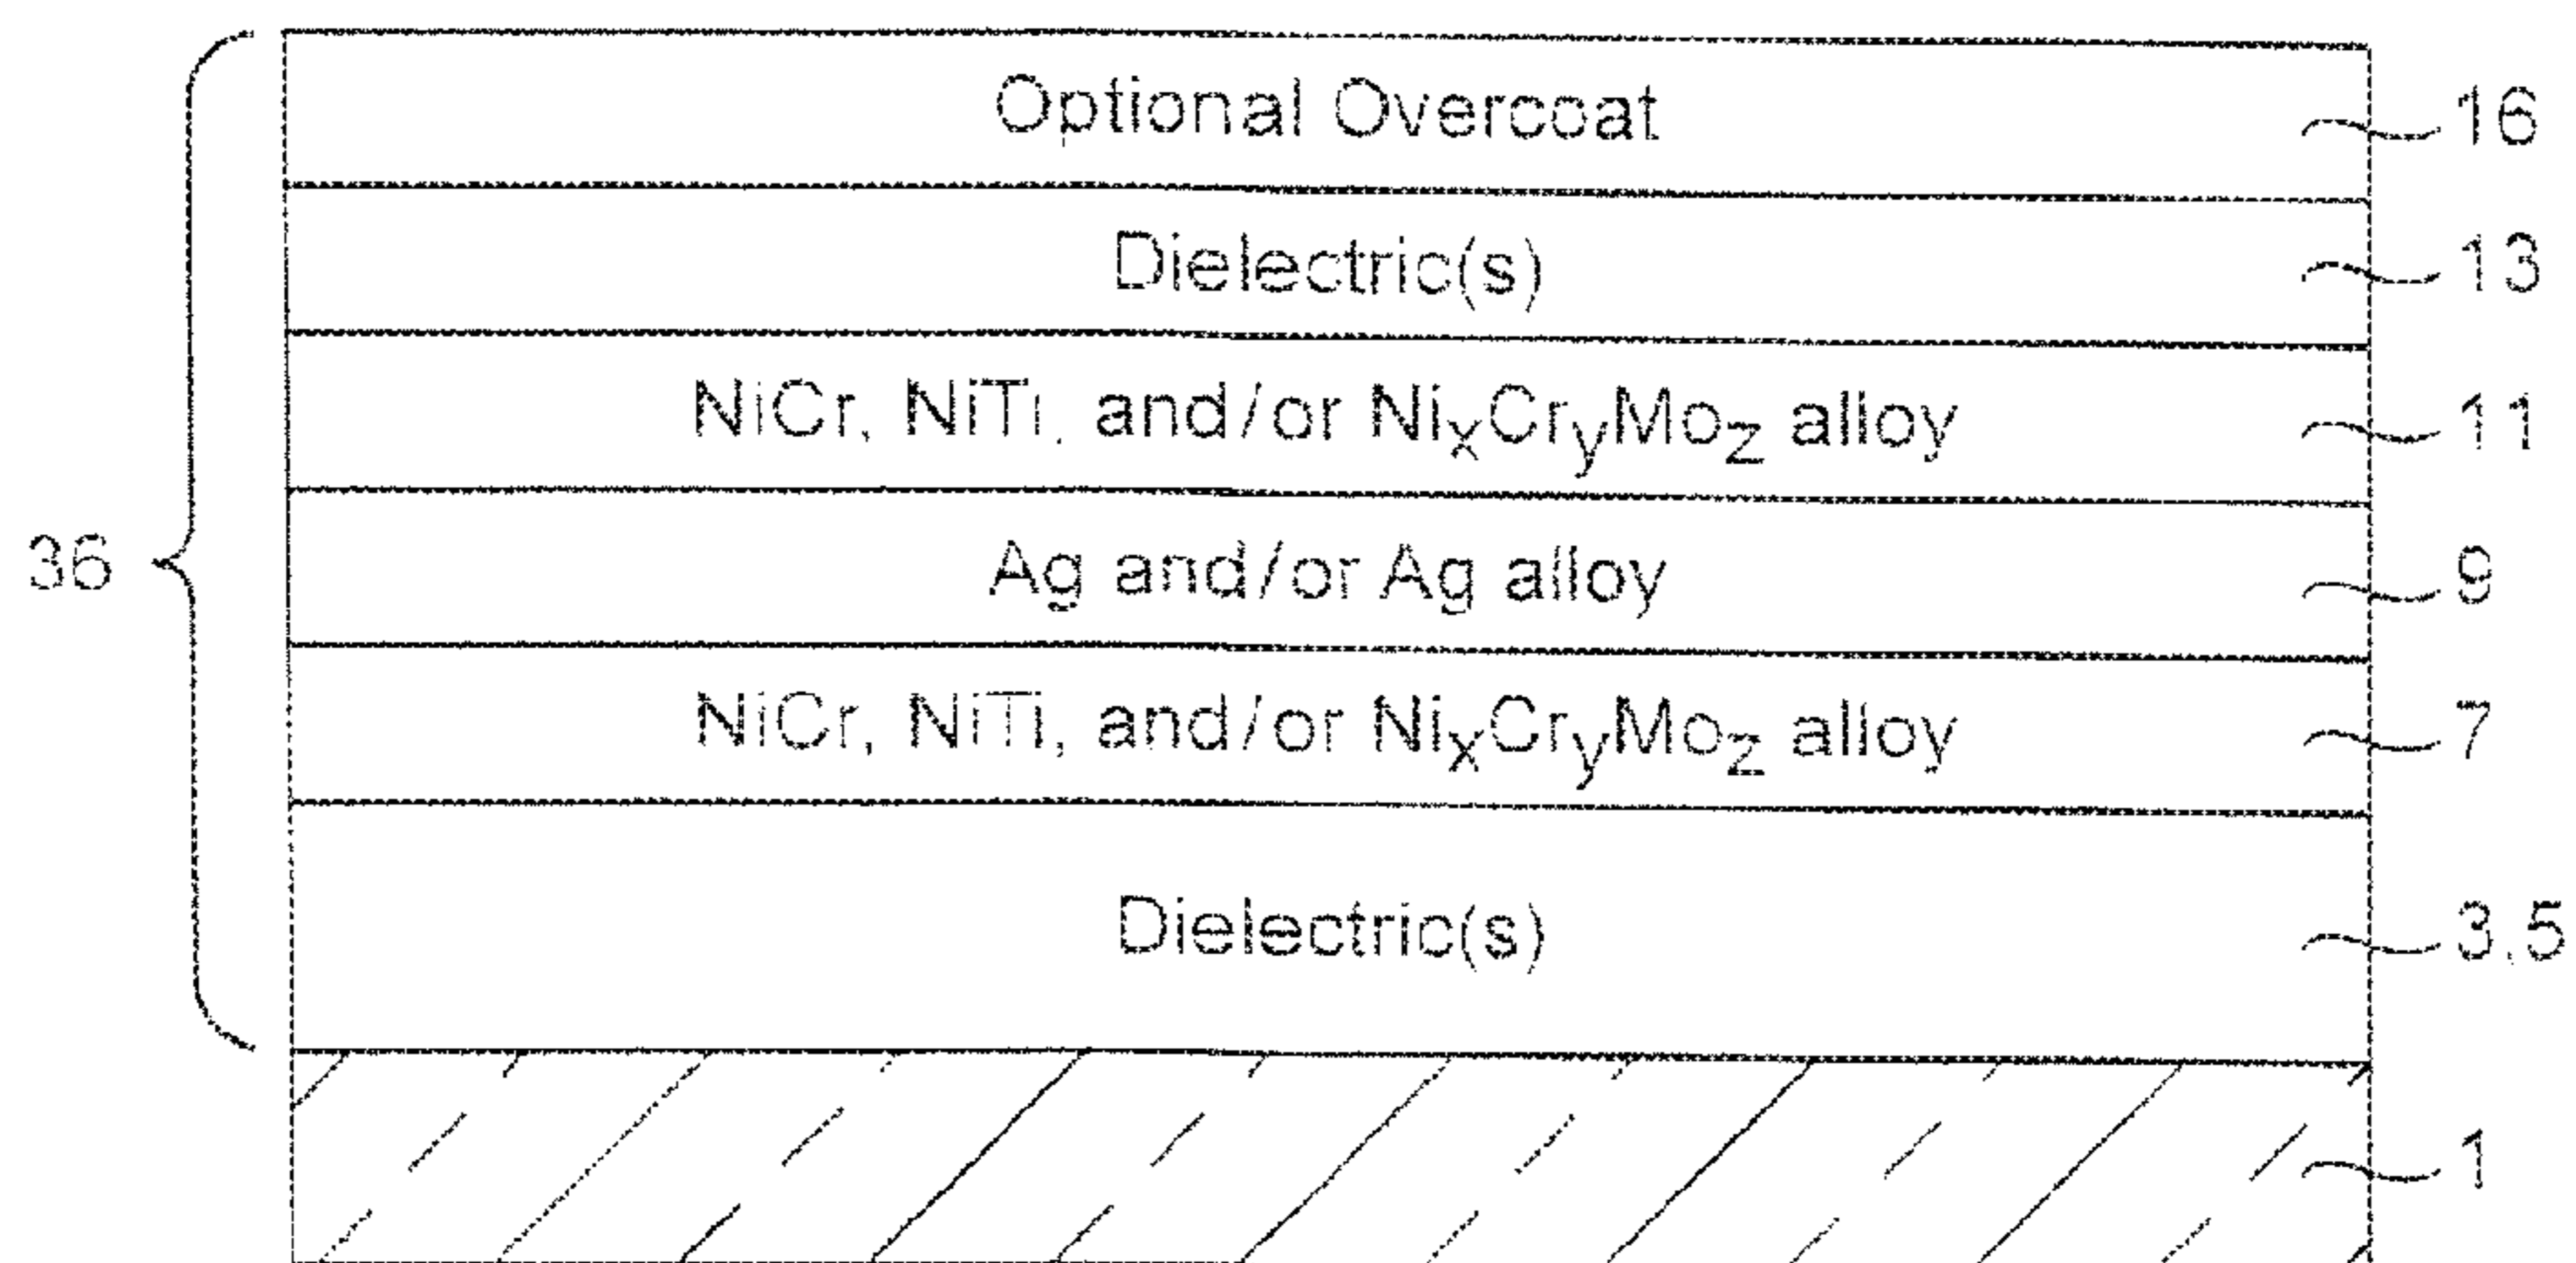 Optional Overcoat 16
Dielectric(s) 13
NiCr, NiTi, and/or NixCryMoz alloy 11
36 Ag and/or Ag alloy 9
NiCr, NiTi, and/or NixCryMoz alloy 7
Dielectric(s) 3,5
1